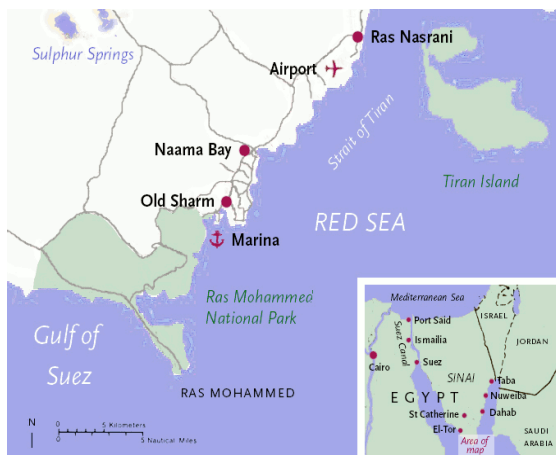 Sulphur Springs
Ras Nasrani
Airport
Strait of Tiran
Naama Bay
Tiran Island
Old Sharm
RED SEA
Marina
Ras Mohammed
National Park
Gulf of
Suez
RAS MOHAMMED
N
0
5 Kilometers
0
5 Nautical Miles
Mediterranean Sea
ISRAEL
Port Said
Suez Canal
Ismailia
JORDAN
Cairo
Suez
SINAI
Taba
EGYPT
Nuweiba
St Catherine
Dahab
El-Tor
SAUDI
ARABIA
Area of
map